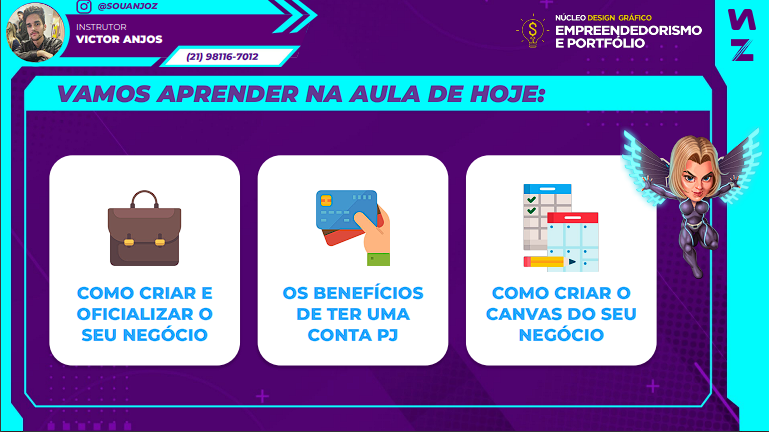 @SOUANJOZ
INSTRUTOR
VICTOR ANJOS
(21) 98116-7012
NÚCLEO DESIGN GRÁFICO
EMPREENDEDORISMO
E PORTFÓLIO
VAMOS APRENDER NA AULA DE HOJE:
COMO CRIAR E
OFICIALIZAR O
SEU NEGÓCIO
OS BENEFÍCIOS
DE TER UMA
CONTA PJ
COMO CRIAR O
CANVAS DO SEU
NEGÓCIO